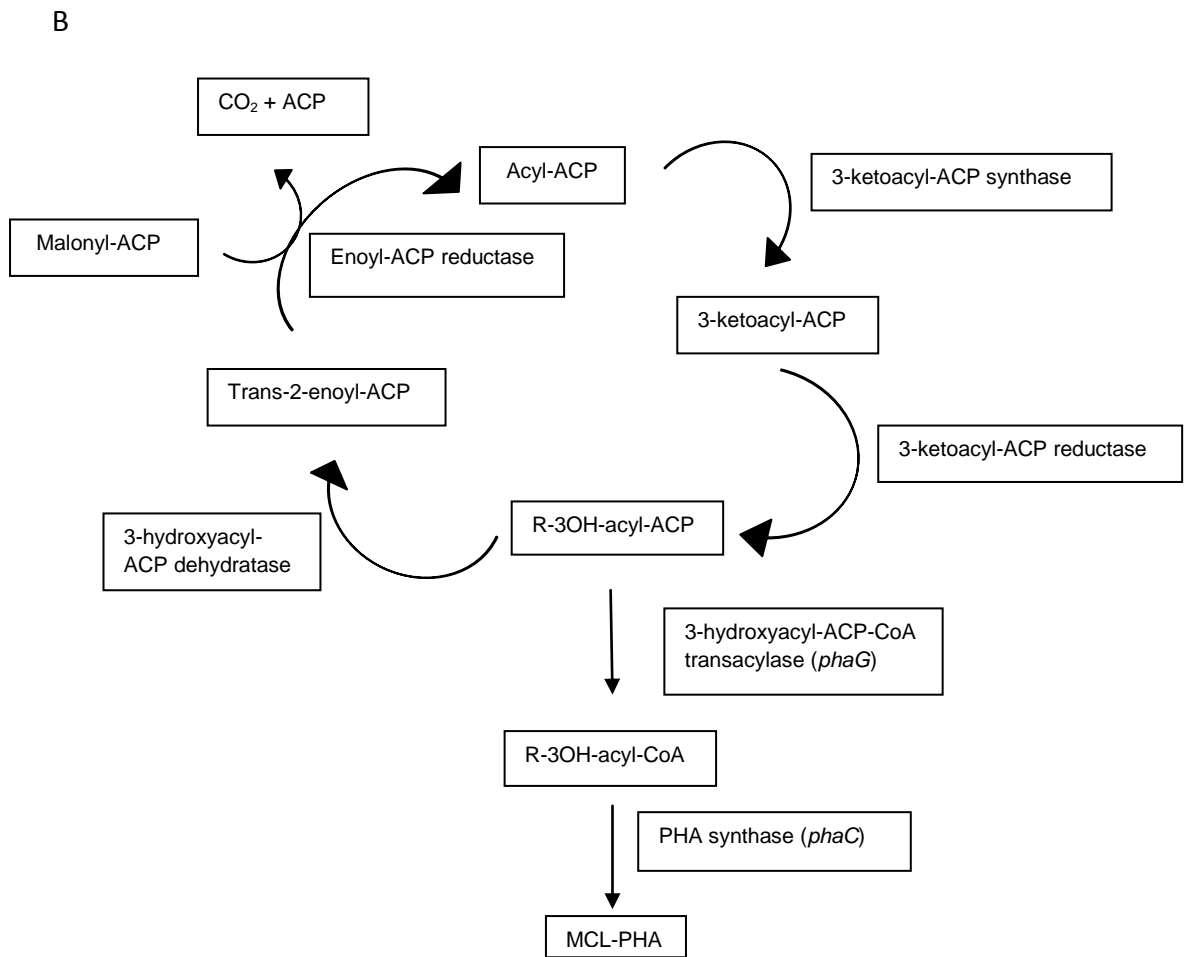 B
CO₂ + ACP
Acyl-ACP
3-ketoacyl-ACP synthase
Malonyl-ACP
Enoyl-ACP reductase
3-ketoacyl-ACP
Trans-2-enoyl-ACP
3-ketoacyl-ACP reductase
R-3OH-acyl-ACP
3-hydroxyacyl-
ACP dehydratase
3-hydroxyacyl-ACP-CoA
transacylase (phaG)
R-3OH-acyl-CoA
PHA synthase (phaC)
MCL-PHA